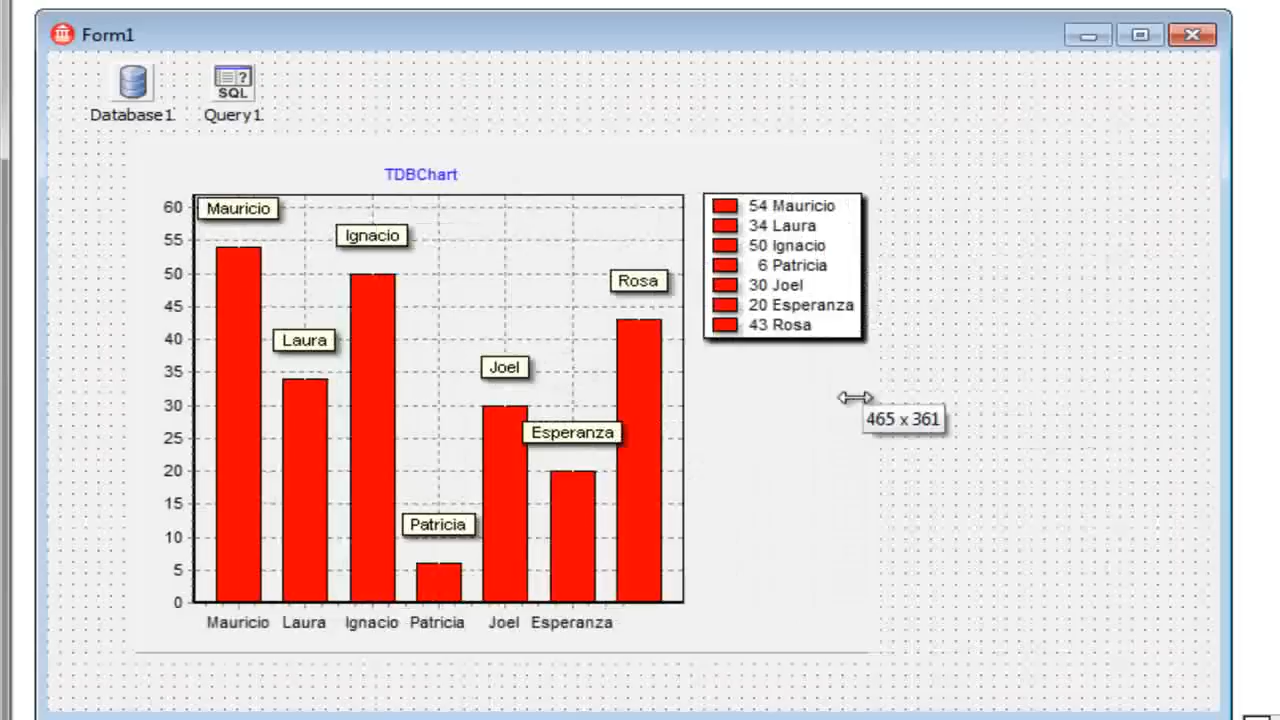 Form1
SQL
Database1
Query1
TDBChart
60
55
50
45
40
35
30
25
20
15
10
5
0
Mauricio
Laura
Ignacio
Patricia
Joel
Esperanza
Rosa
Mauricio
Laura
Ignacio
Patricia
Joel
Esperanza
54 Mauricio
34 Laura
50 Ignacio
6 Patricia
30 Joel
20 Esperanza
43 Rosa
465 x 361